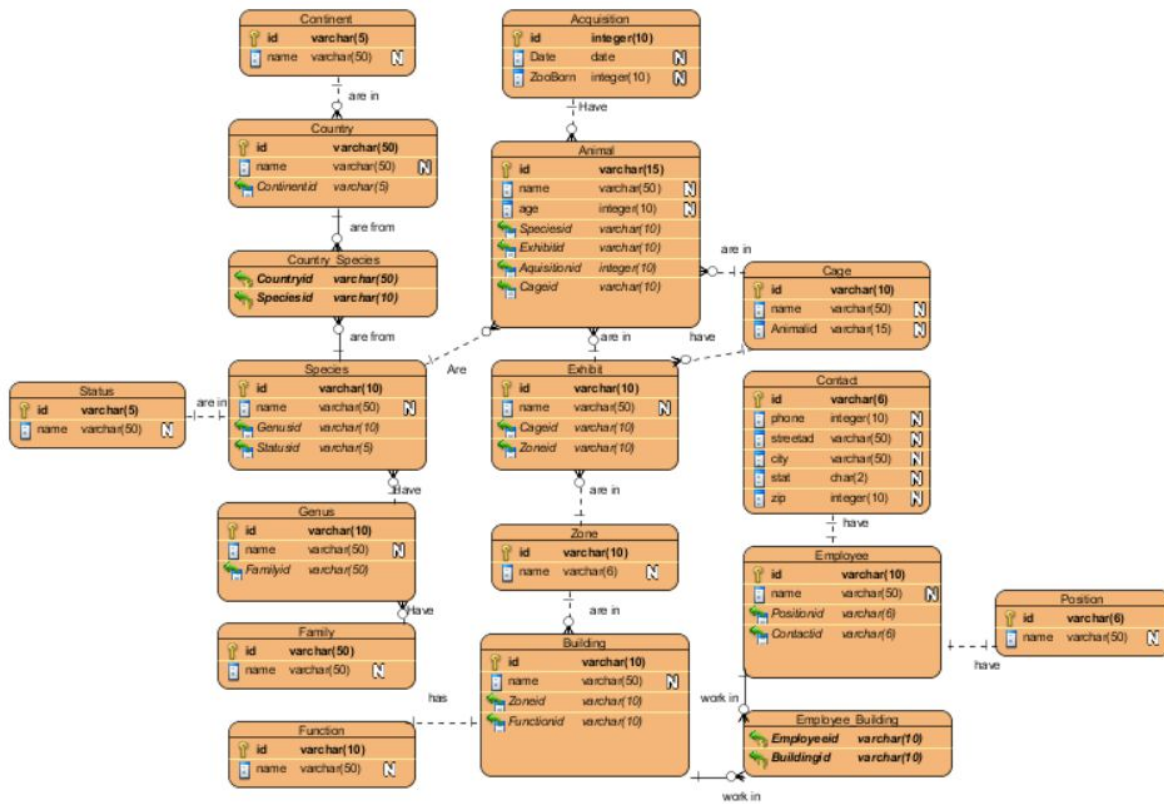 Continent
id varchar(5)
name varchar(50) N
are in
Country
id varchar(50)
name varchar(50) N
Continentid varchar(5)
are from
Country_Species
Countryid varchar(50)
Speciesid varchar(10)
are from
Species
id varchar(10)
name varchar(50) N
Genusid varchar(10)
Statusid varchar(5)
Status
id varchar(5)
name varchar(50) N
are in
Have
Genus
id varchar(10)
name varchar(50) N
Familyid varchar(50)
Have
Family
id varchar(50)
name varchar(50) N
Function
id varchar(10)
name varchar(50) N
has
Acquisition
id integer(10)
Date date N
ZooBorn integer(10) N
Have
Animal
id varchar(15)
name varchar(50) N
age integer(10) N
Speciesid varchar(10)
Exhibitid varchar(10)
Aquisitionid integer(10)
Cageid varchar(10)
are in
Are
are in
have
Cage
id varchar(10)
name varchar(50) N
Animalid varchar(15) N
Exhibit
id varchar(10)
name varchar(50) N
Cageid varchar(10)
Zoneid varchar(10)
are in
Zone
id varchar(10)
name varchar(6) N
are in
Building
id varchar(10)
name varchar(50) N
Zoneid varchar(10)
Functionid varchar(10)
Contact
id varchar(6)
phone integer(10) N
streetad varchar(50) N
city varchar(50) N
stat char(2) N
zip integer(10) N
have
Employee
id varchar(10)
name varchar(50) N
Positionid varchar(6)
Contactid varchar(6)
Position
id varchar(6)
name varchar(50) N
have
work in
Employee_Building
Employeeid varchar(10)
Buildingid varchar(10)
work in